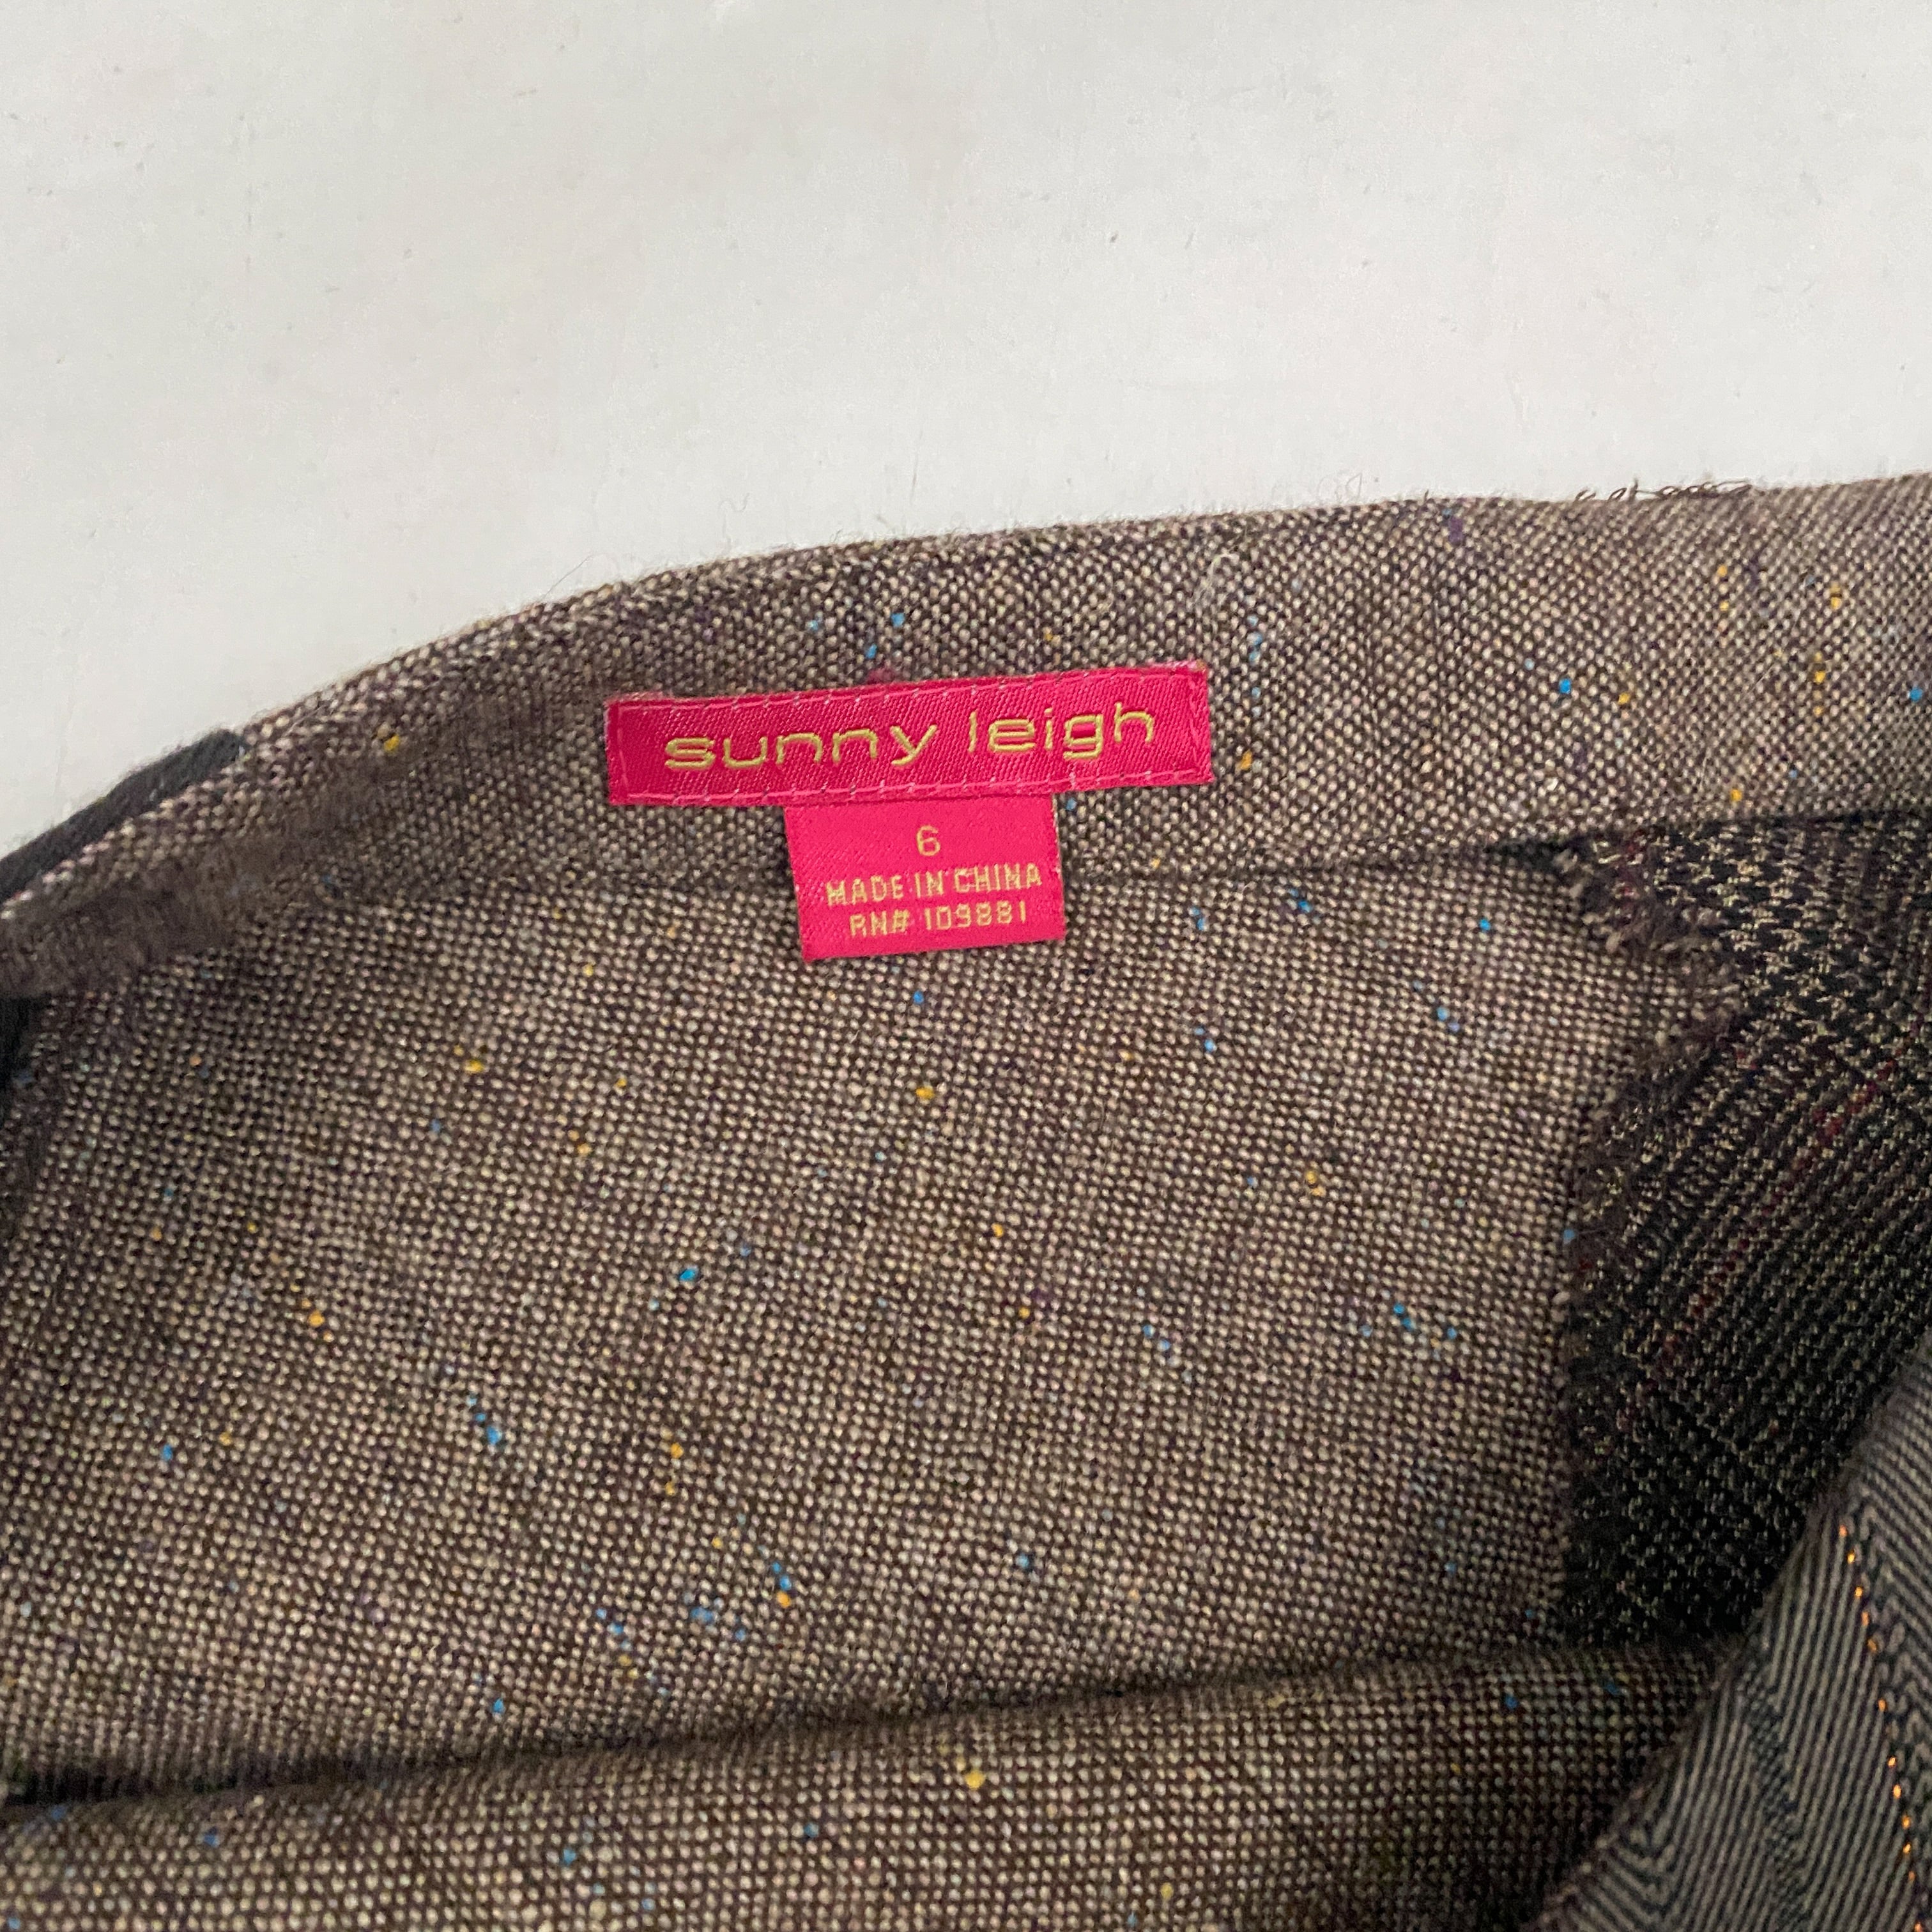 sunny leigh
6
MADE IN CHINA
RN# 109881